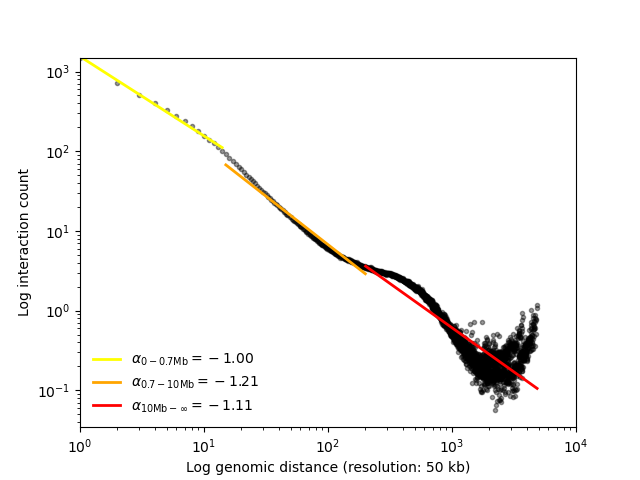 10³
10²
10¹
10⁰
10⁻¹
Log interaction count
α₀₋₀.₇Mb = −1.00
α₀.₇₋₁₀Mb = −1.21
α₁₀Mb₋∞ = −1.11
10⁰ 10¹ 10² 10³ 10⁴
Log genomic distance (resolution: 50 kb)